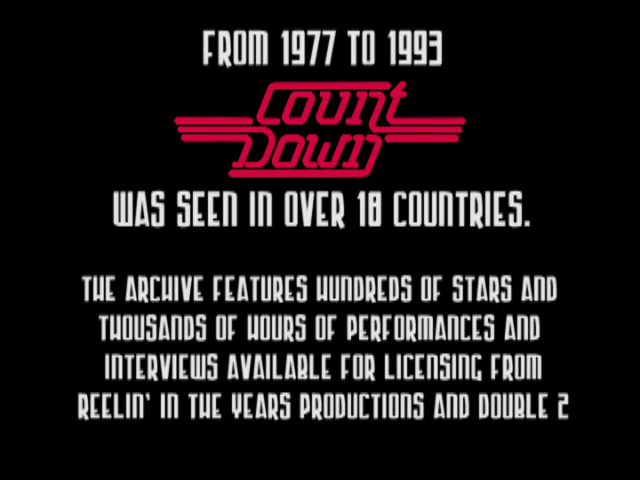 FROM 1977 TO 1993
Count
Down
WAS SEEN IN OVER 18 COUNTRIES.
THE ARCHIVE FEATURES HUNDREDS OF STARS AND
THOUSANDS OF HOURS OF PERFORMANCES AND
INTERVIEWS AVAILABLE FOR LICENSING FROM
REELIN' IN THE YEARS PRODUCTIONS AND DOUBLE 2